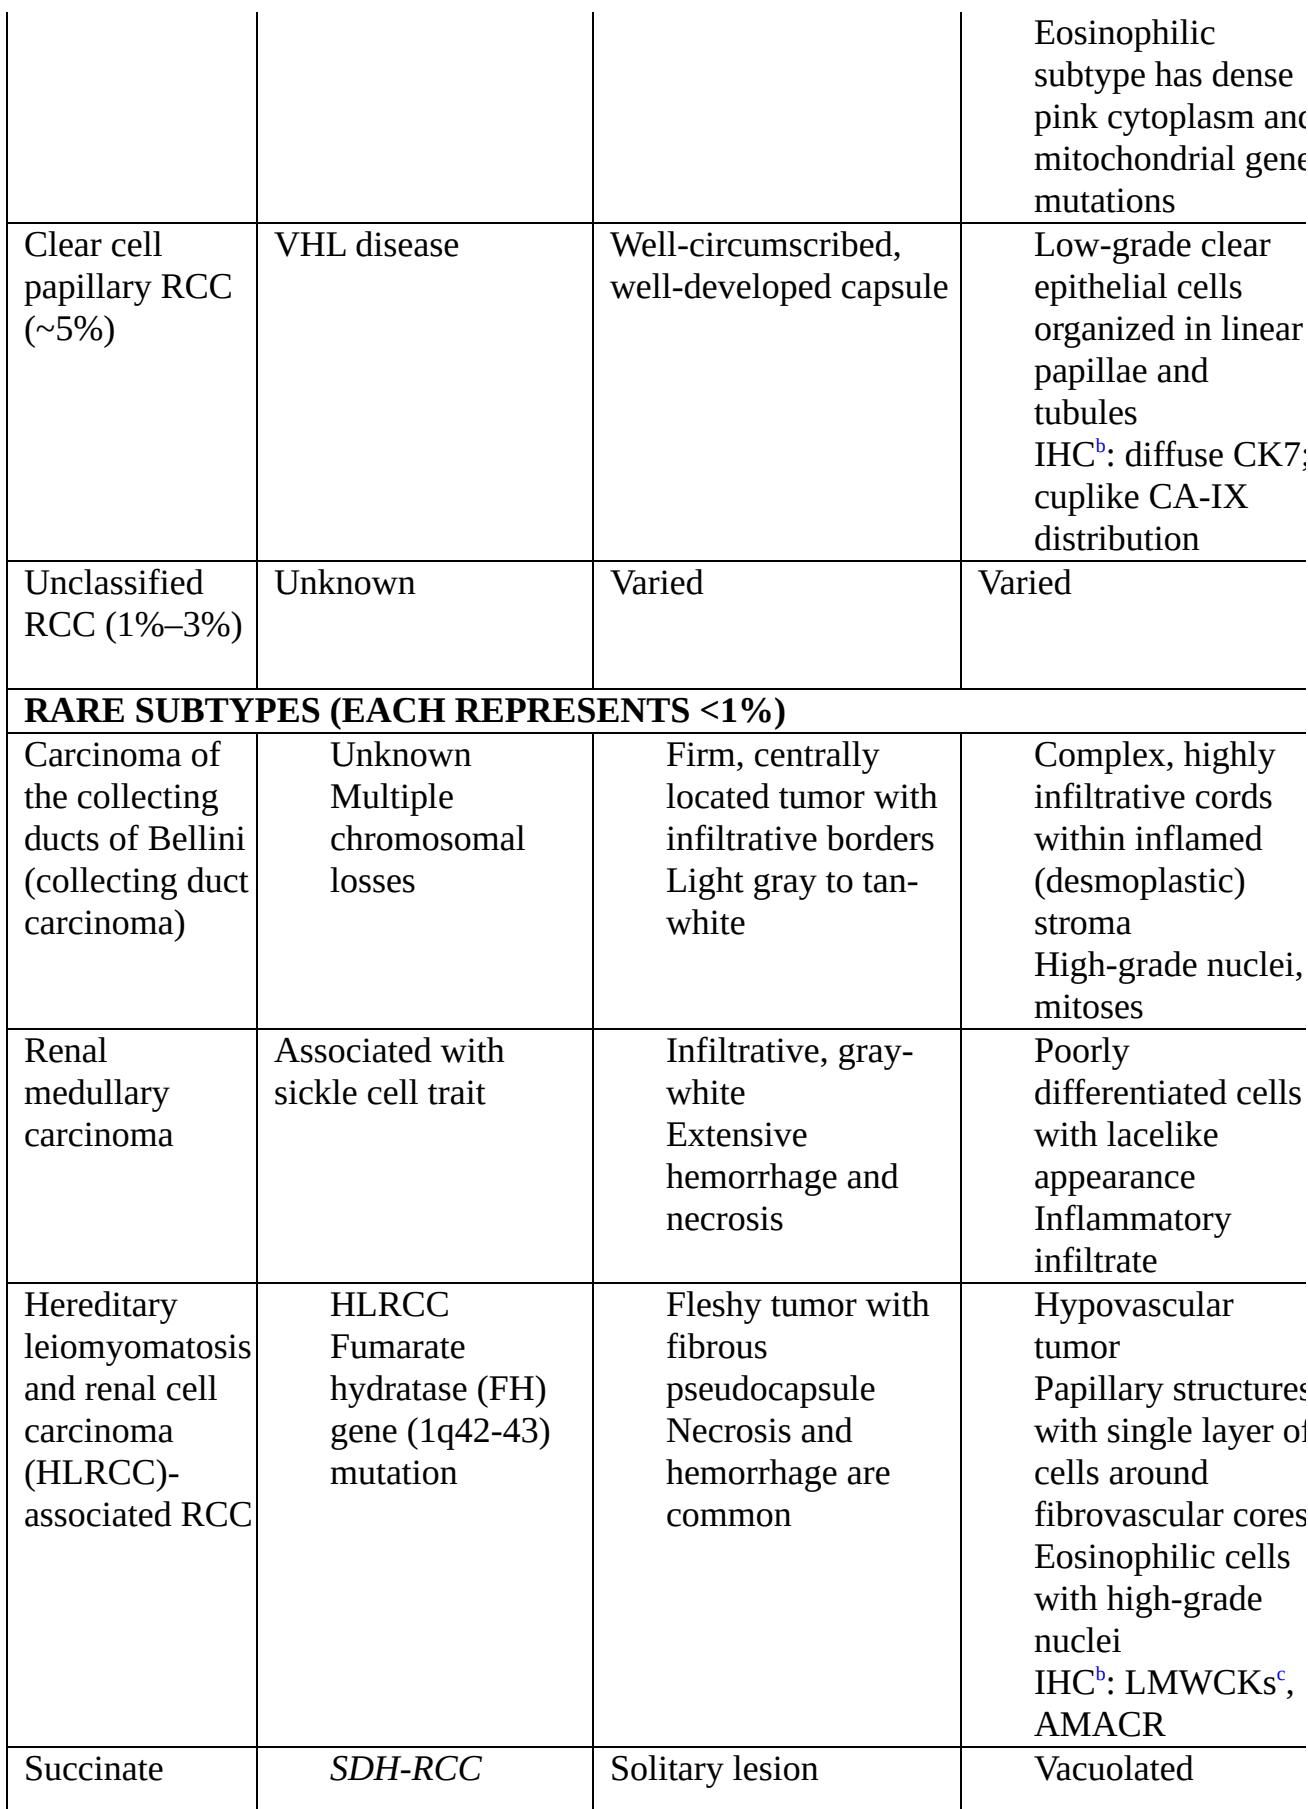 Eosinophilic
subtype has dense
pink cytoplasm and
mitochondrial gene
mutations
Clear cell
papillary RCC
(~5%)
VHL disease
Well-circumscribed,
well-developed capsule
Low-grade clear
epithelial cells
organized in linear
papillae and
tubules
IHCb: diffuse CK7;
cuplike CA-IX
distribution
Unclassified
RCC (1%–3%)
Unknown
Varied
Varied
RARE SUBTYPES (EACH REPRESENTS <1%)
Carcinoma of
the collecting
ducts of Bellini
(collecting duct
carcinoma)
Unknown
Multiple
chromosomal
losses
Firm, centrally
located tumor with
infiltrative borders
Light gray to tan-
white
Complex, highly
infiltrative cords
within inflamed
(desmoplastic)
stroma
High-grade nuclei,
mitoses
Renal
medullary
carcinoma
Associated with
sickle cell trait
Infiltrative, gray-
white
Extensive
hemorrhage and
necrosis
Poorly
differentiated cells
with lacelike
appearance
Inflammatory
infiltrate
Hereditary
leiomyomatosis
and renal cell
carcinoma
(HLRCC)-
associated RCC
HLRCC
Fumarate
hydratase (FH)
gene (1q42-43)
mutation
Fleshy tumor with
fibrous
pseudocapsule
Necrosis and
hemorrhage are
common
Hypovascular
tumor
Papillary structures
with single layer of
cells around
fibrovascular cores
Eosinophilic cells
with high-grade
nuclei
IHCb: LMWCKsc,
AMACR
Succinate
SDH-RCC
Solitary lesion
Vacuolated